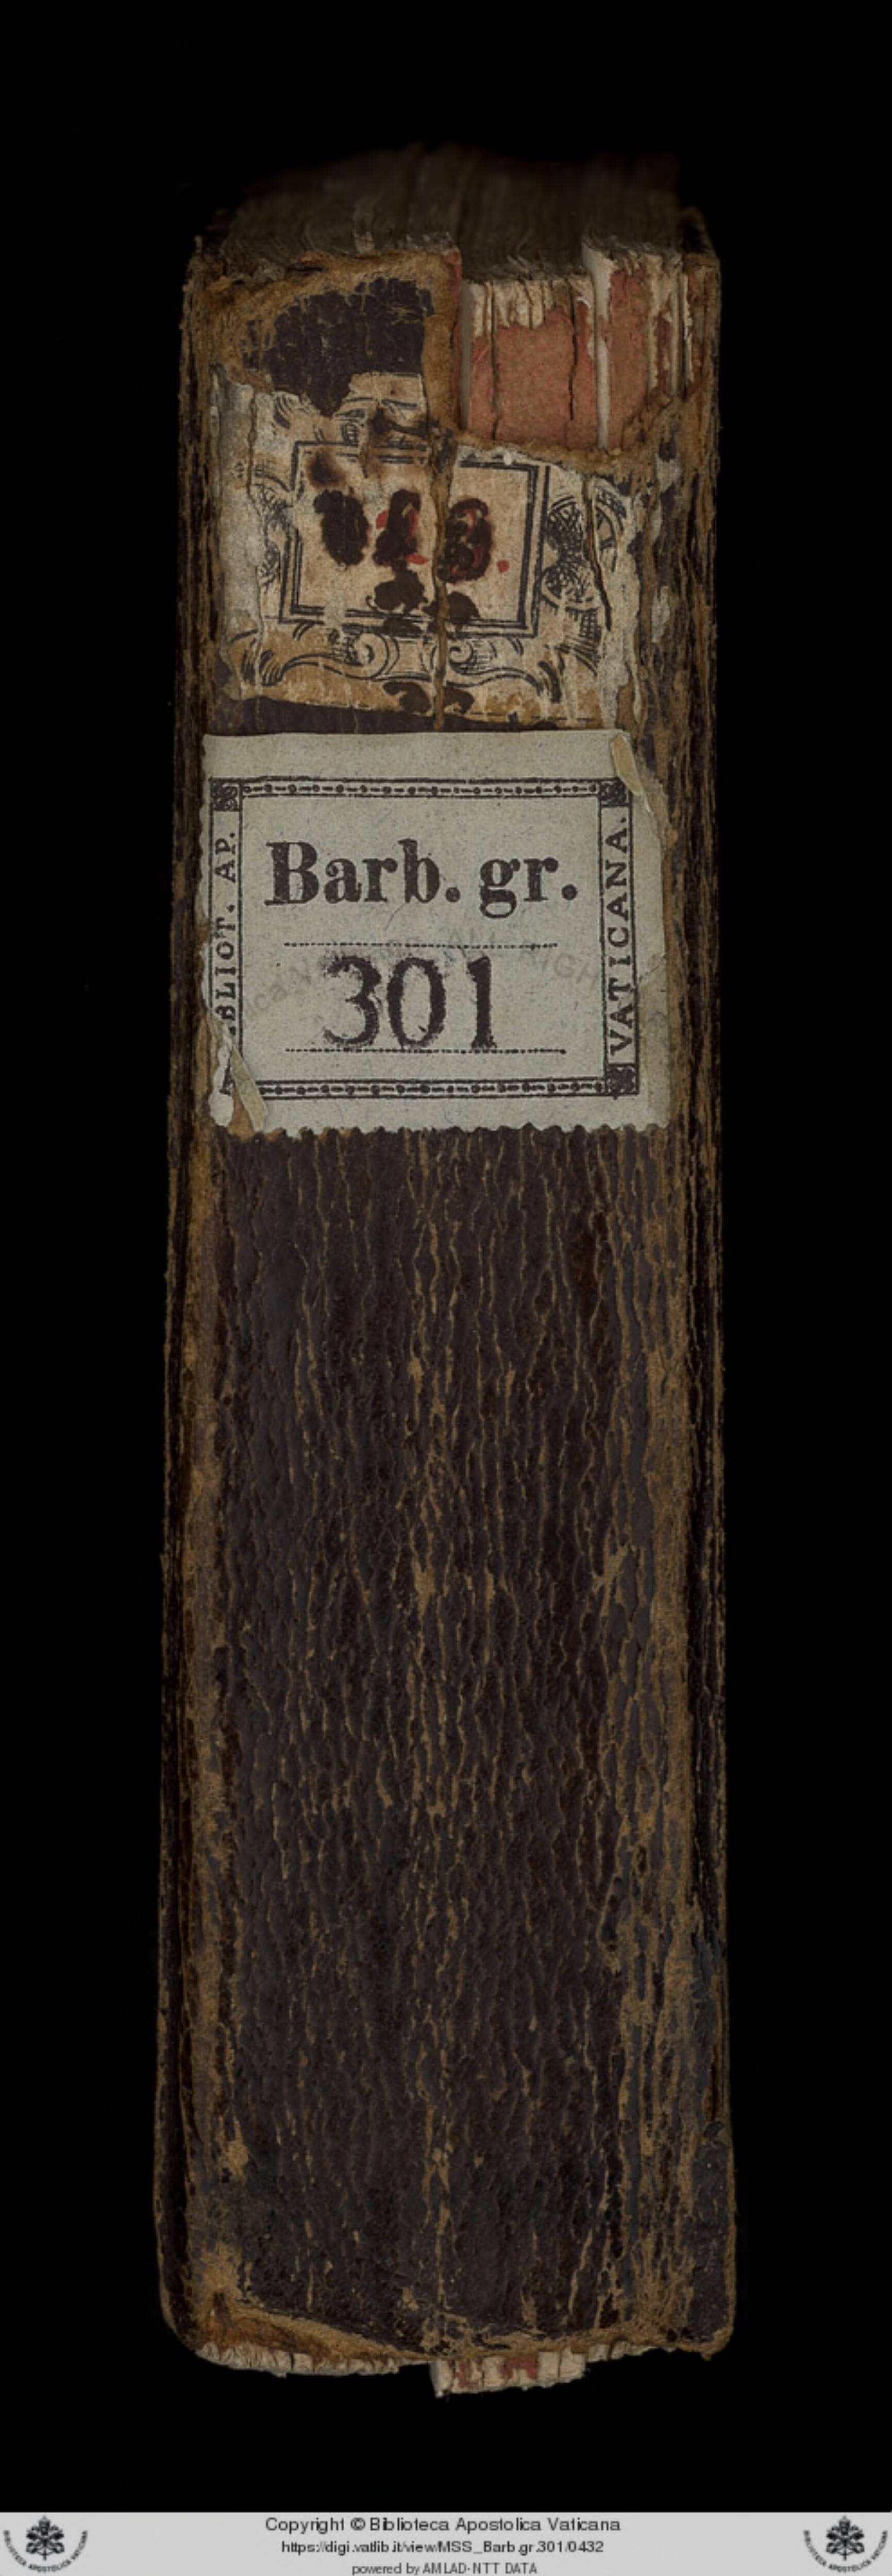 Barb. gr.
301
BLIOT. AP.
VATICANA.
Copyright © Biblioteca Apostolica Vaticana
https://digi.vatlib.it/view/MSS_Barb.gr.301/0432
powered by AMLAD-NTT DATA